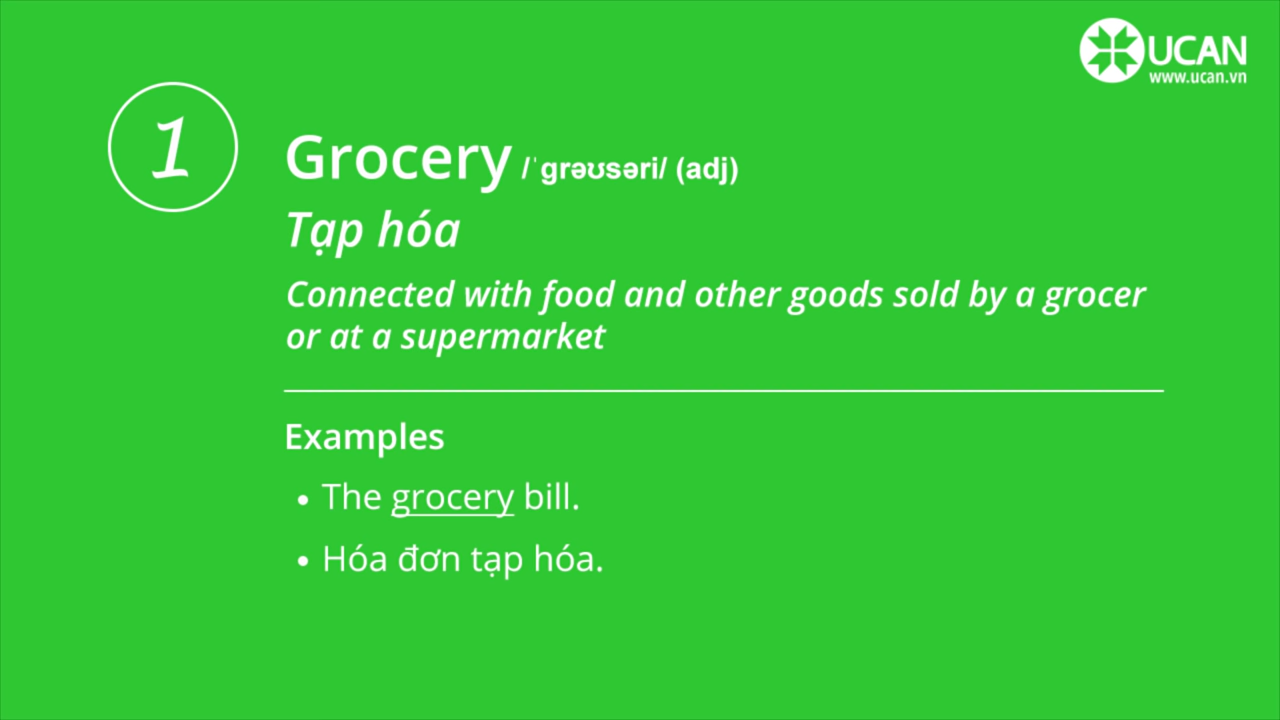 UCAN
www.ucan.vn
1
Grocery /ˈgrəʊsəri/ (adj)
Tạp hóa
Connected with food and other goods sold by a grocer
or at a supermarket
Examples
• The grocery bill.
• Hóa đơn tạp hóa.